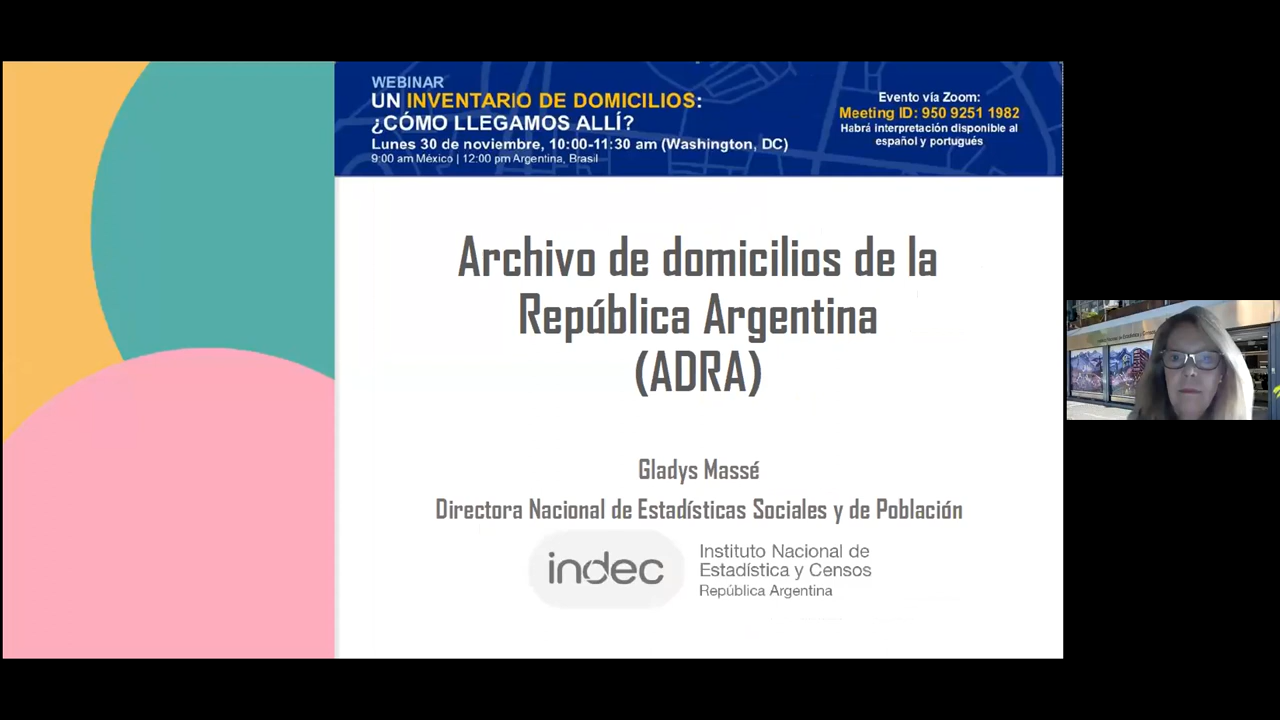 WEBINAR
UN INVENTARIO DE DOMICILIOS:
¿CÓMO LLEGAMOS ALLÍ?
Lunes 30 de noviembre, 10:00-11:30 am (Washington, DC)
9:00 am México | 12:00 pm Argentina, Brasil
Evento vía Zoom:
Meeting ID: 950 9251 1982
Habrá interpretación disponible al
español y portugués
Archivo de domicilios de la
República Argentina
(ADRA)
Gladys Massé
Directora Nacional de Estadísticas Sociales y de Población
indec
Instituto Nacional de
Estadística y Censos
República Argentina